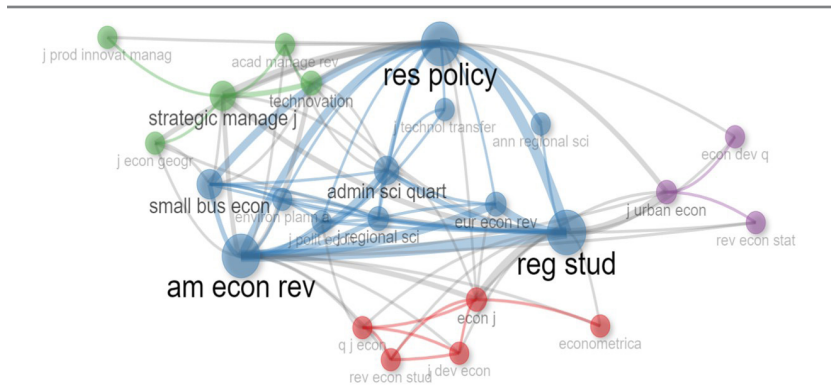 j prod innovat manag
acad manage rev
res policy
technovation
strategic manage j
j technol transfer
ann regional sci
j econ geogr
econ dev q
admin sci quart
small bus econ
environ plann a
j urban econ
eur econ rev
rev econ stat
j polit econ
j regional sci
reg stud
am econ rev
econ j
q j econ
econometrica
j dev econ
rev econ stud